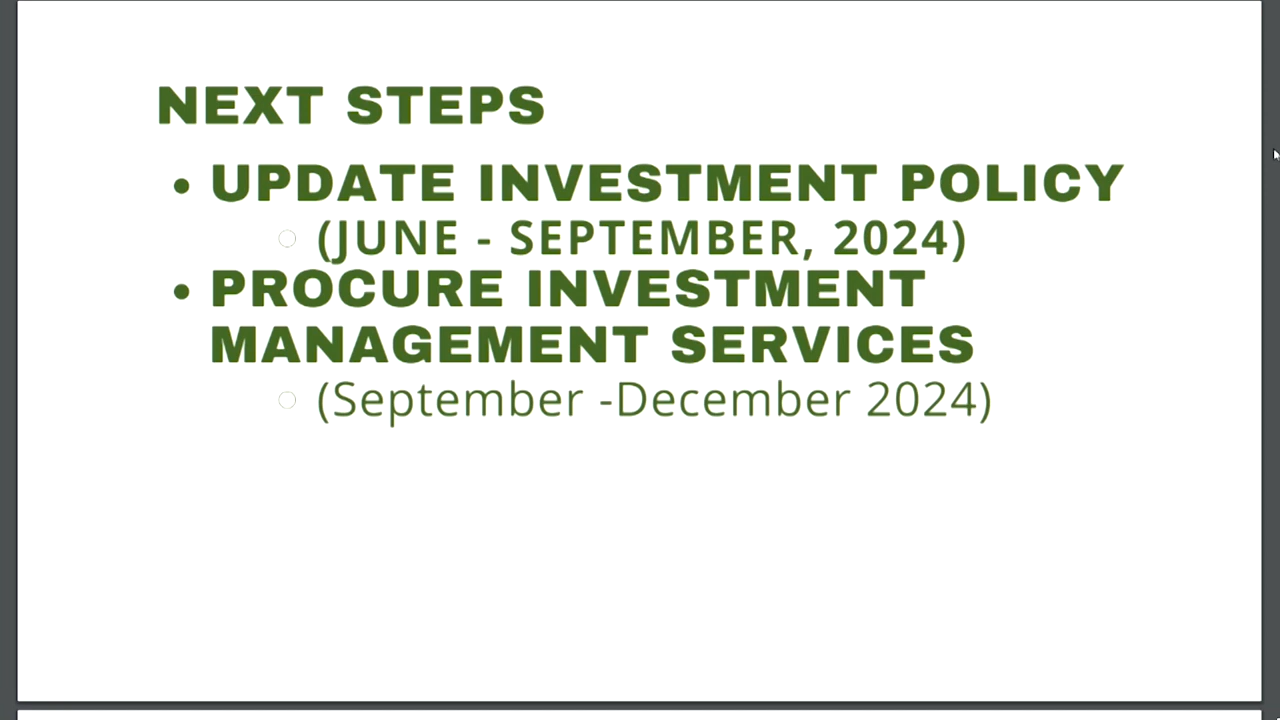 NEXT STEPS
• UPDATE INVESTMENT POLICY
○ (JUNE - SEPTEMBER, 2024)
• PROCURE INVESTMENT
MANAGEMENT SERVICES
○ (September -December 2024)